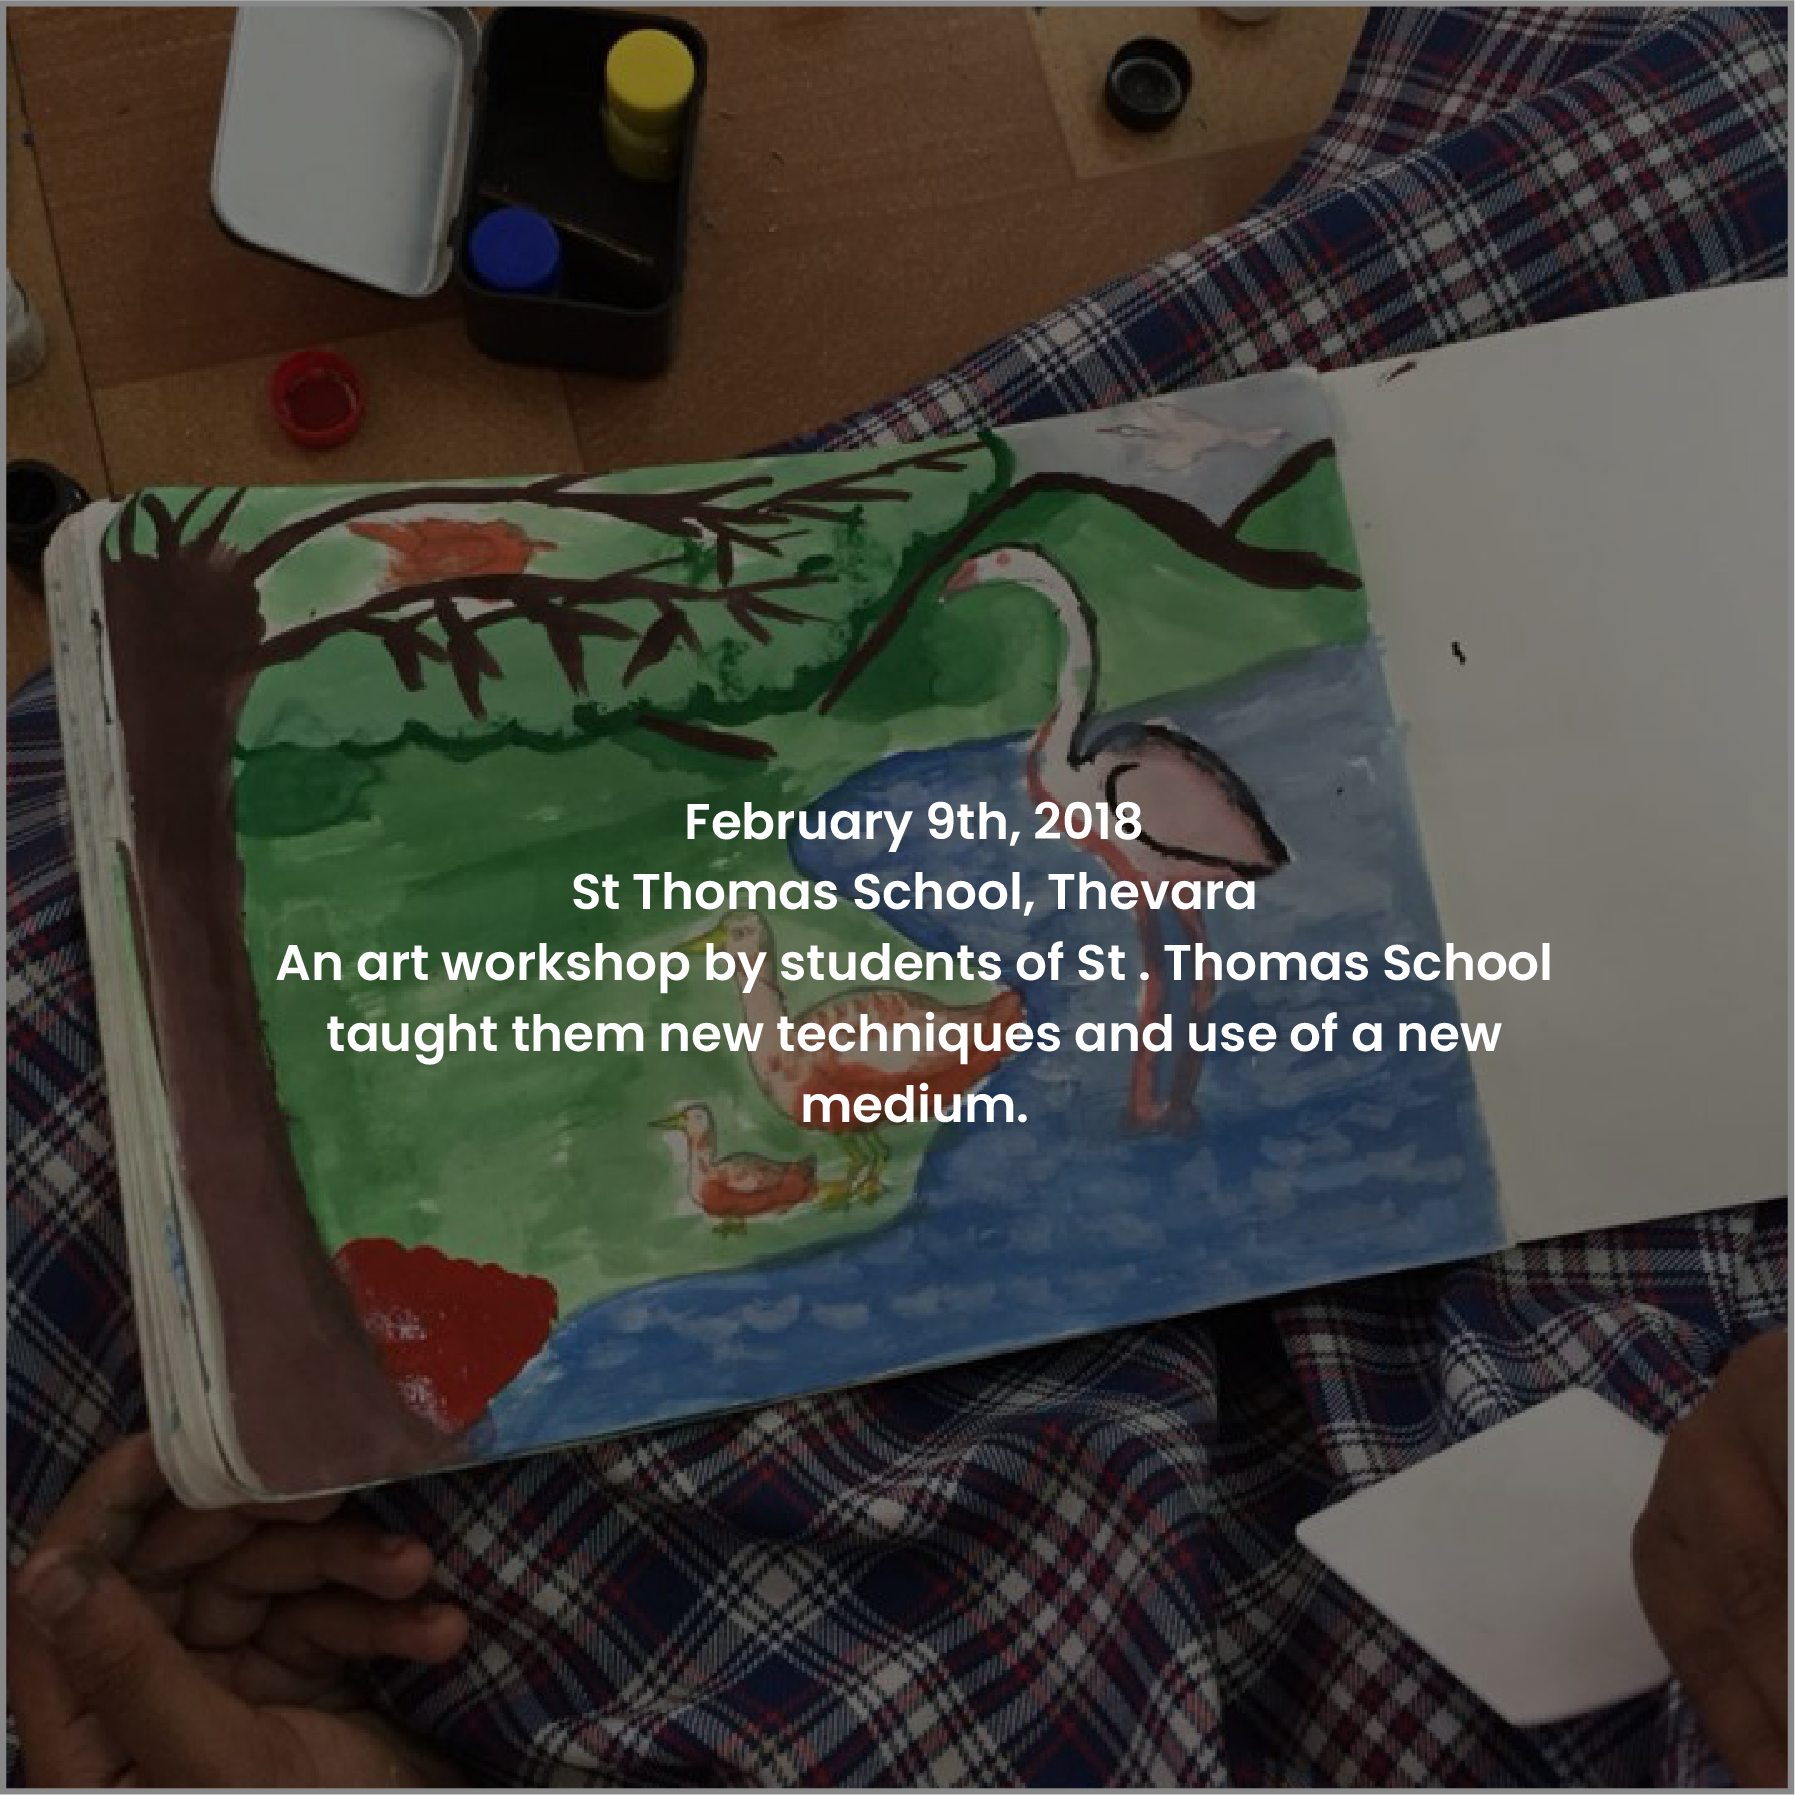 February 9th, 2018
St Thomas School, Thevara
An art workshop by students of St . Thomas School
taught them new techniques and use of a new
medium.